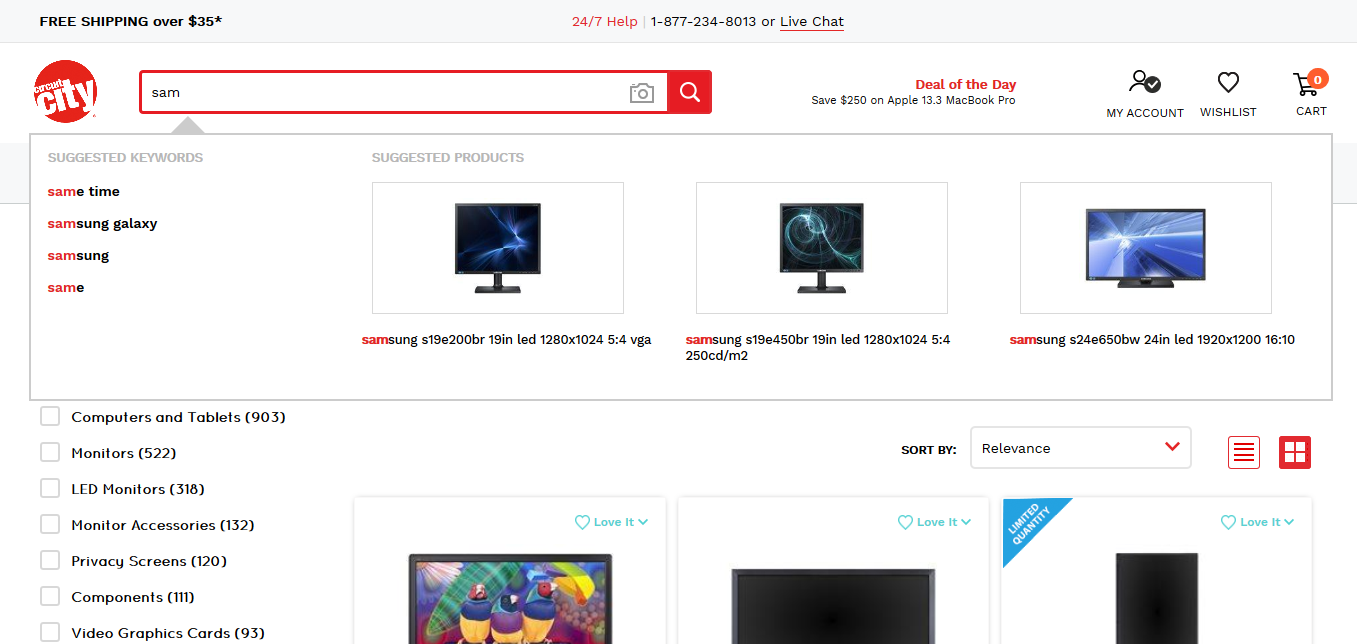 FREE SHIPPING over $35*
24/7 Help | 1-877-234-8013 or Live Chat
circuit
city
sam
Deal of the Day
Save $250 on Apple 13.3 MacBook Pro
MY ACCOUNT
WISHLIST
0
CART
SUGGESTED KEYWORDS
same time
samsung galaxy
samsung
same
SUGGESTED PRODUCTS
samsung s19e200br 19in led 1280x1024 5:4 vga
samsung s19e450br 19in led 1280x1024 5:4
250cd/m2
samsung s24e650bw 24in led 1920x1200 16:10
Computers and Tablets (903)
Monitors (522)
LED Monitors (318)
Monitor Accessories (132)
Privacy Screens (120)
Components (111)
Video Graphics Cards (93)
SORT BY:
Relevance
Love It
Love It
LIMITED
QUANTITY
Love It